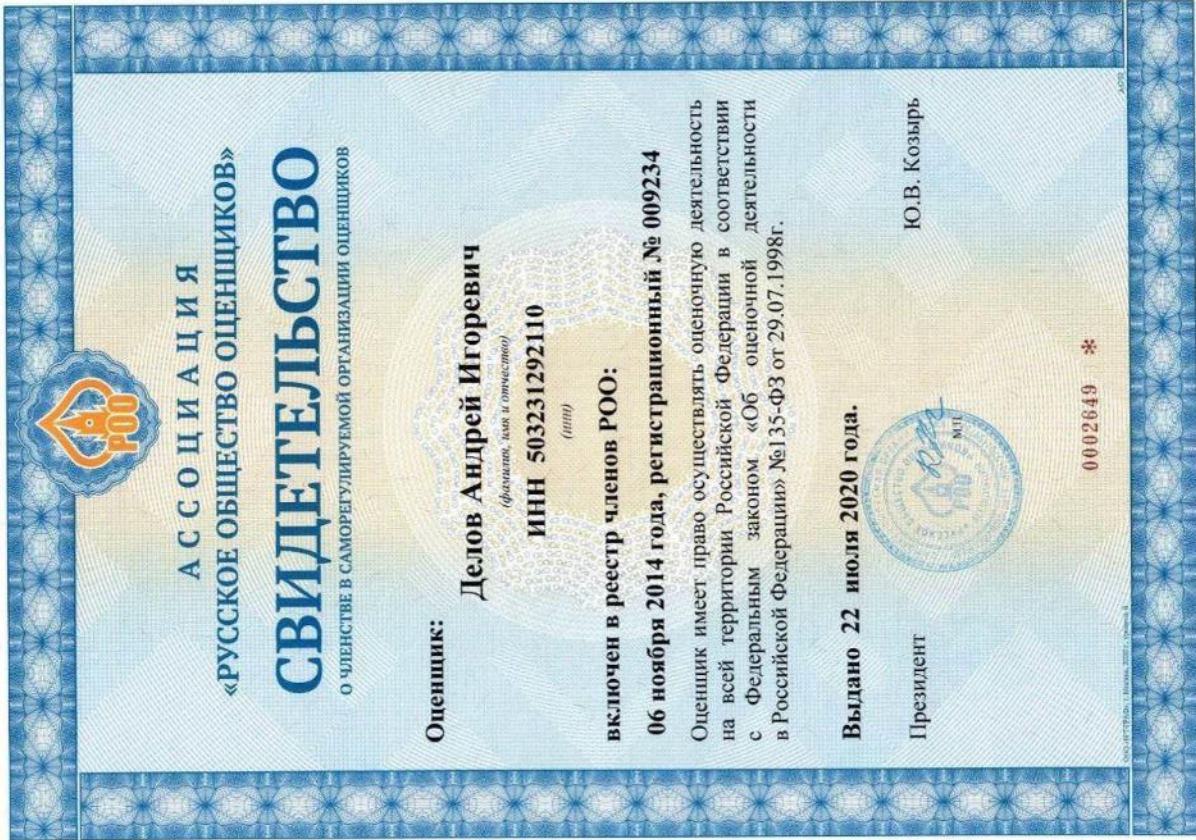 РОО
АССОЦИАЦИЯ
«РУССКОЕ ОБЩЕСТВО ОЦЕНЩИКОВ»
СВИДЕТЕЛЬСТВО
О ЧЛЕНСТВЕ В САМОРЕГУЛИРУЕМОЙ ОРГАНИЗАЦИИ ОЦЕНЩИКОВ
Оценщик:
Делов Андрей Игоревич
(фамилия, имя и отчество)
ИНН 503231292110
(инн)
включен в реестр членов РОО:
06 ноября 2014 года, регистрационный № 009234
Оценщик имеет право осуществлять оценочную деятельность
на всей территории Российской Федерации в соответствии
с Федеральным законом «Об оценочной деятельности
в Российской Федерации» №135-ФЗ от 29.07.1998г.
Выдано 22 июля 2020 года.
Президент
М.П.
Ю.В. Козырь
0002649 *